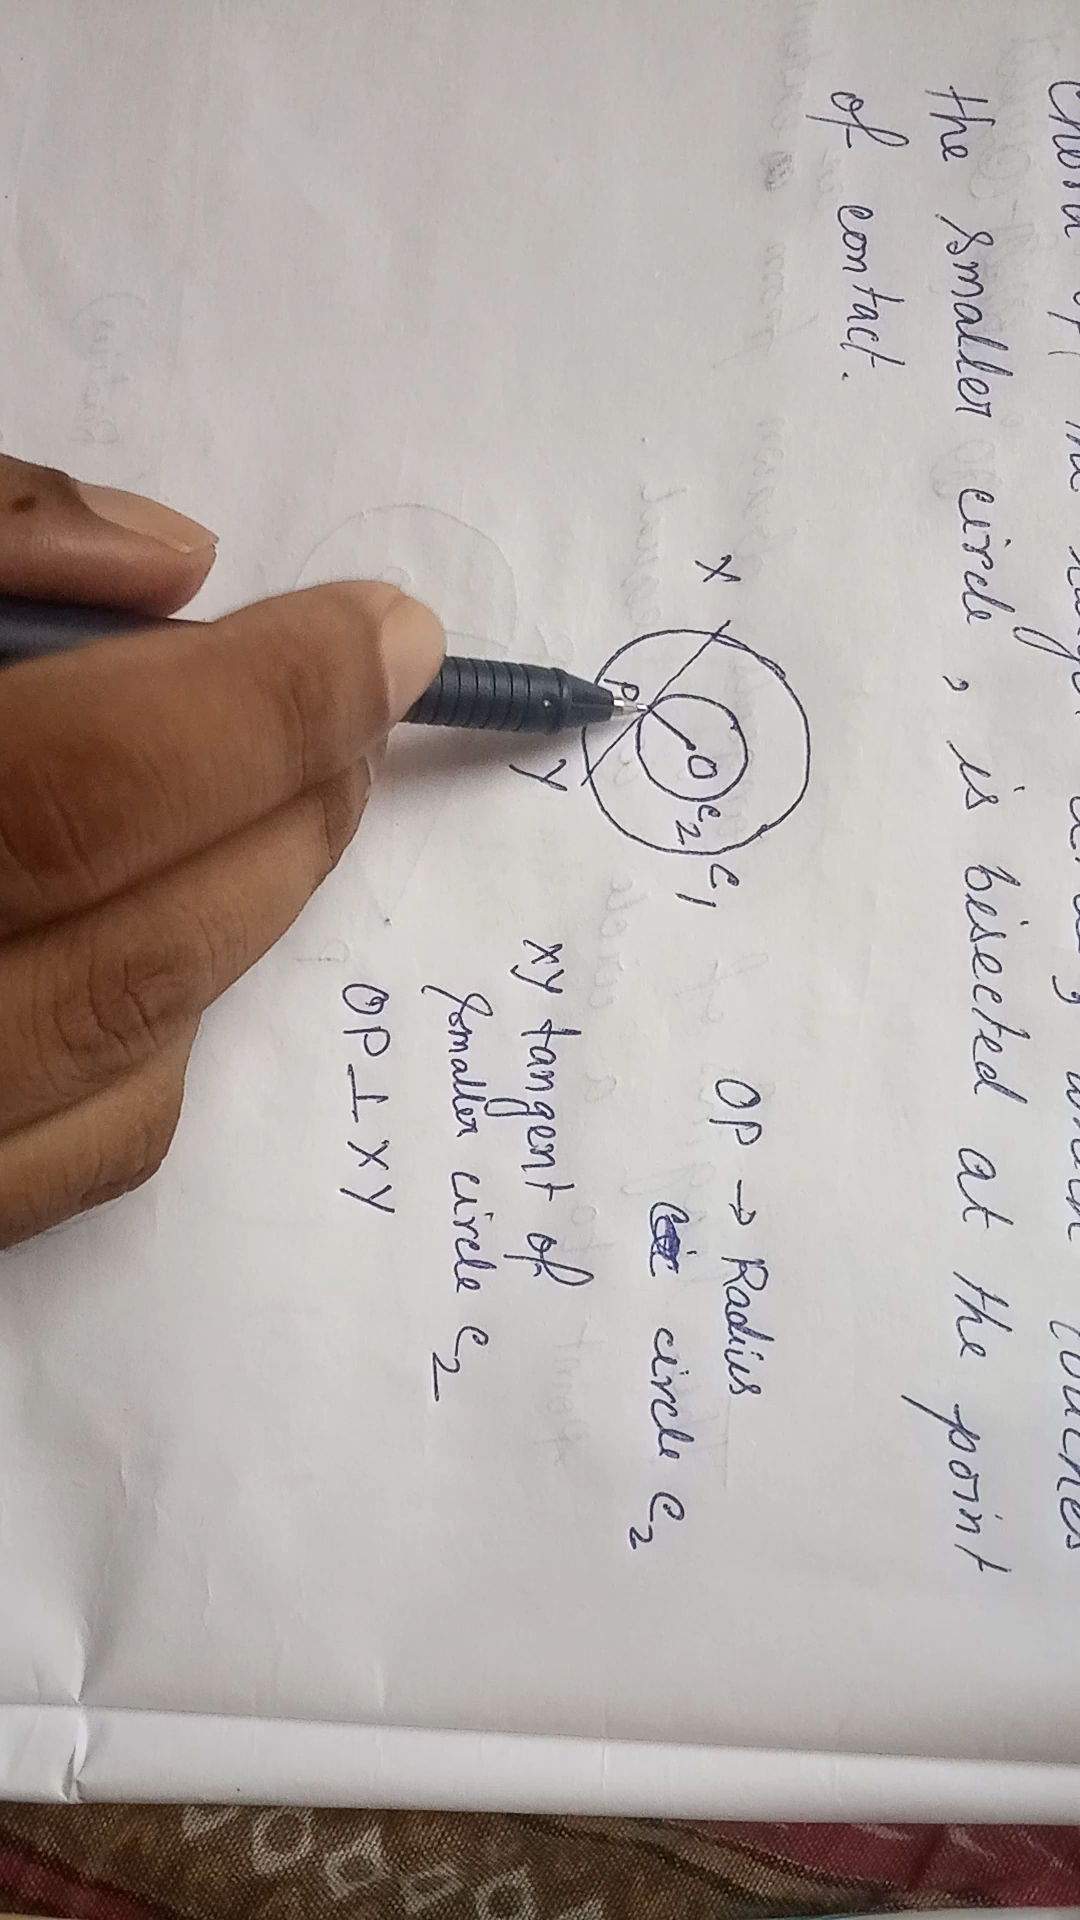 the smaller circle, is bisected at the point
of contact.
X
P
O
Y
C2
C1
OP → Radius
circle C2
XY tangent of
smaller circle C2
OP ⊥ XY